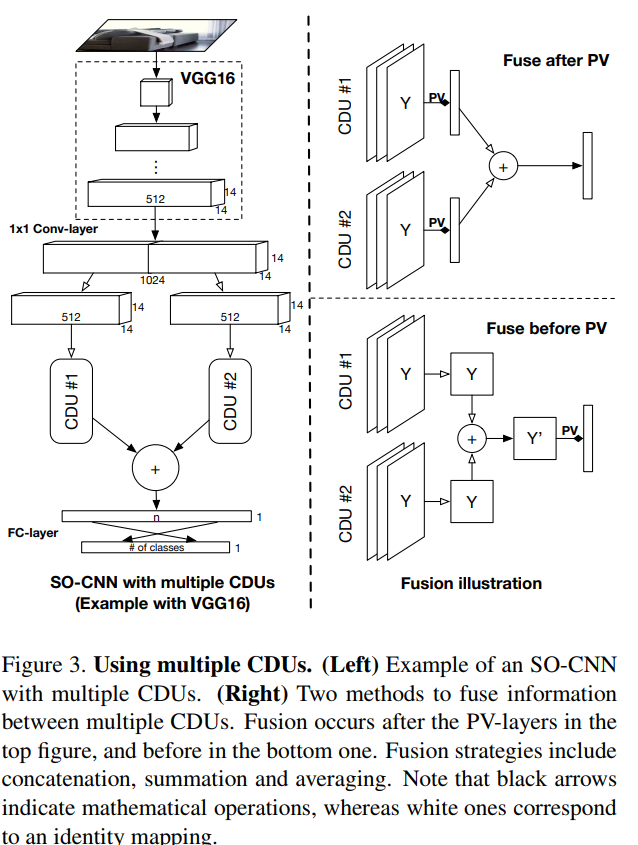 VGG16
512
14
14
1x1 Conv-layer
1024
14
14
512
14
14
512
14
14
CDU #1
CDU #2
+
n
1
FC-layer
# of classes
1
SO-CNN with multiple CDUs
(Example with VGG16)
Fuse after PV
CDU #1
Y
PV
CDU #2
Y
PV
+
Fuse before PV
CDU #1
Y
Y
+
Y'
PV
CDU #2
Y
Y
Fusion illustration
Figure 3. Using multiple CDUs. (Left) Example of an SO-CNN
with multiple CDUs. (Right) Two methods to fuse information
between multiple CDUs. Fusion occurs after the PV-layers in the
top figure, and before in the bottom one. Fusion strategies include
concatenation, summation and averaging. Note that black arrows
indicate mathematical operations, whereas white ones correspond
to an identity mapping.